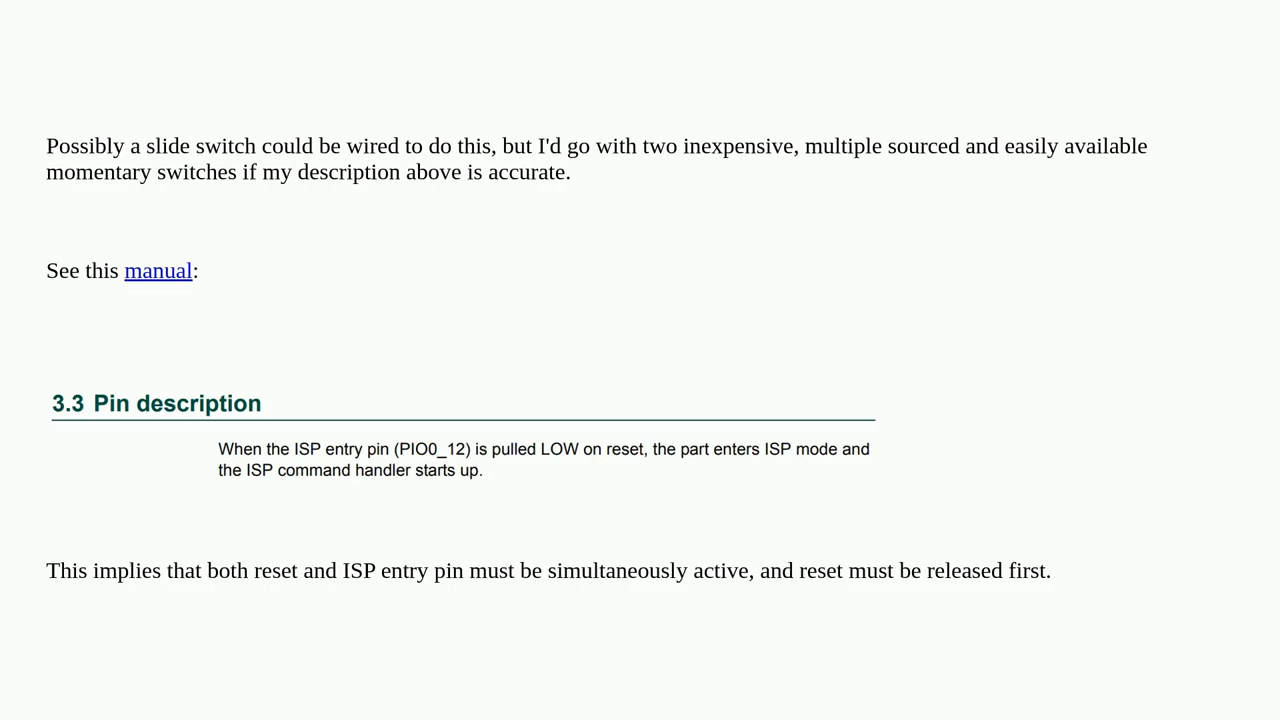 Possibly a slide switch could be wired to do this, but I'd go with two inexpensive, multiple sourced and easily available
momentary switches if my description above is accurate.
See this manual:
3.3 Pin description
When the ISP entry pin (PIO0_12) is pulled LOW on reset, the part enters ISP mode and
the ISP command handler starts up.
This implies that both reset and ISP entry pin must be simultaneously active, and reset must be released first.